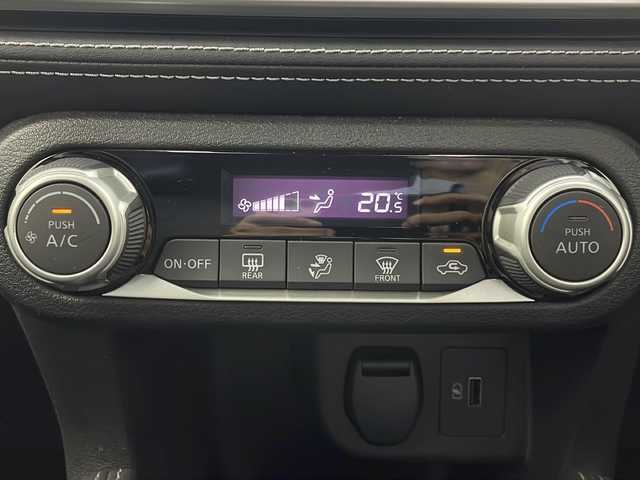 20.5 °C
PUSH
A/C
PUSH
AUTO
ON·OFF
REAR
FRONT